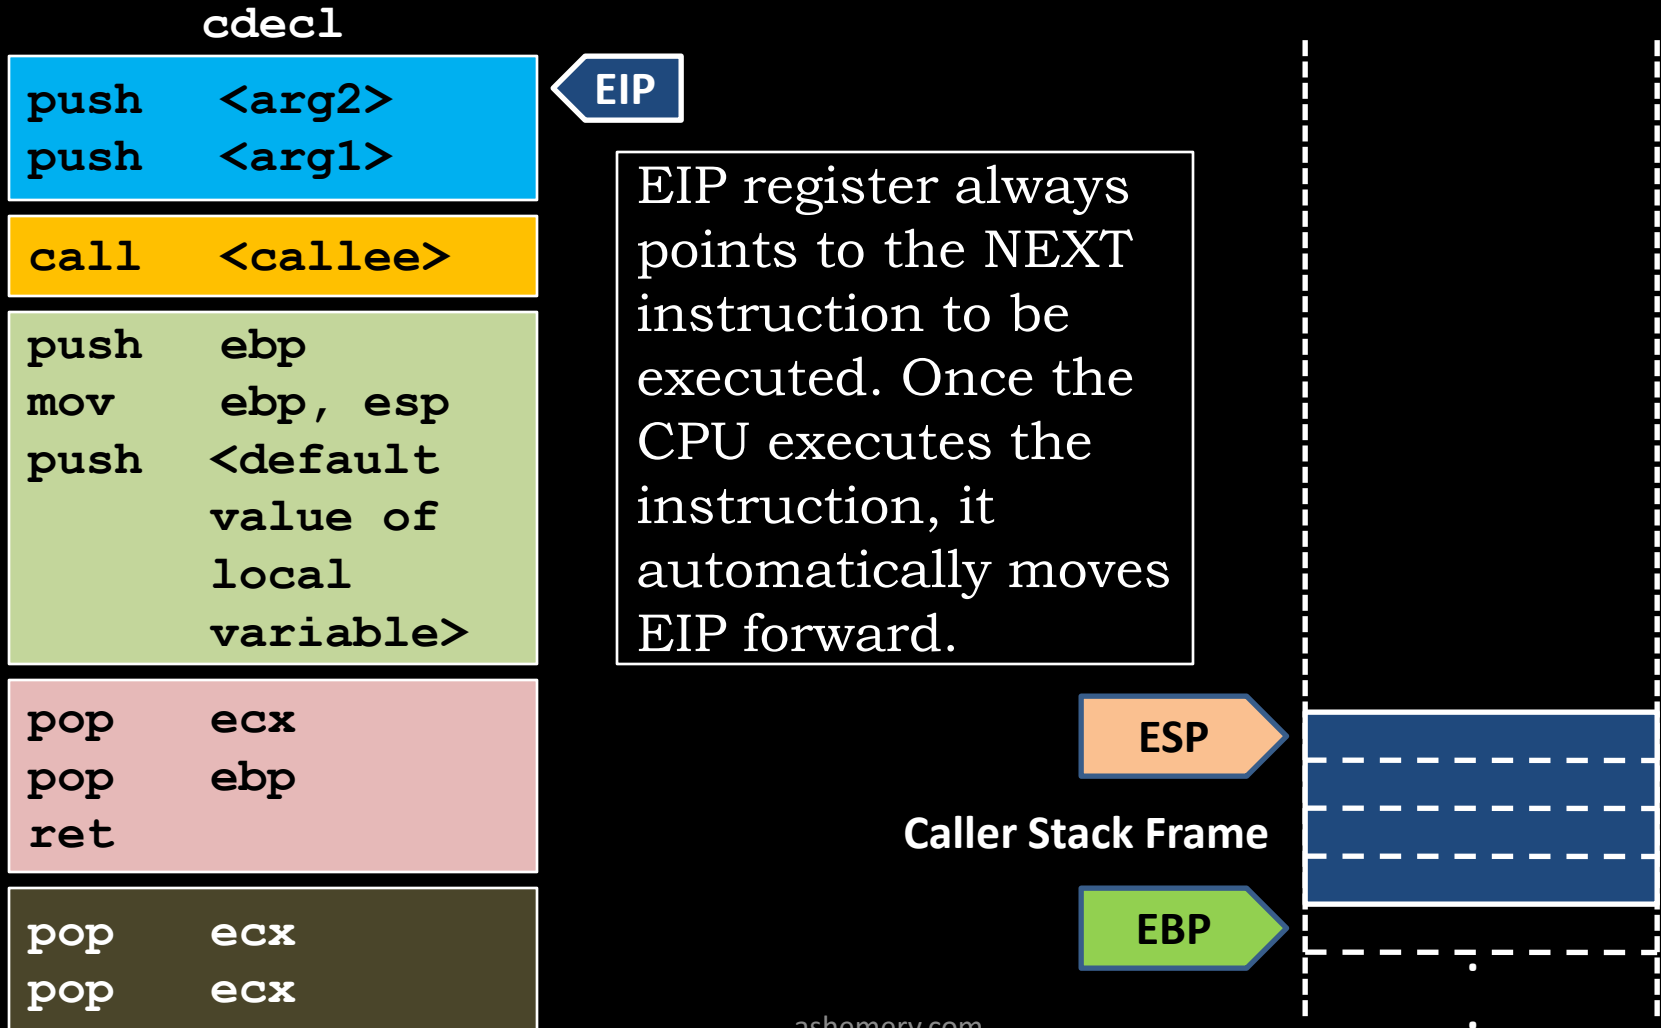 cdecl
push <arg2>
push <arg1>
call <callee>
push ebp
mov ebp, esp
push <default
value of
local
variable>
pop ecx
pop ebp
ret
pop ecx
pop ecx
EIP
EIP register always
points to the NEXT
instruction to be
executed. Once the
CPU executes the
instruction, it
automatically moves
EIP forward.
ESP
Caller Stack Frame
EBP
ashemery.com